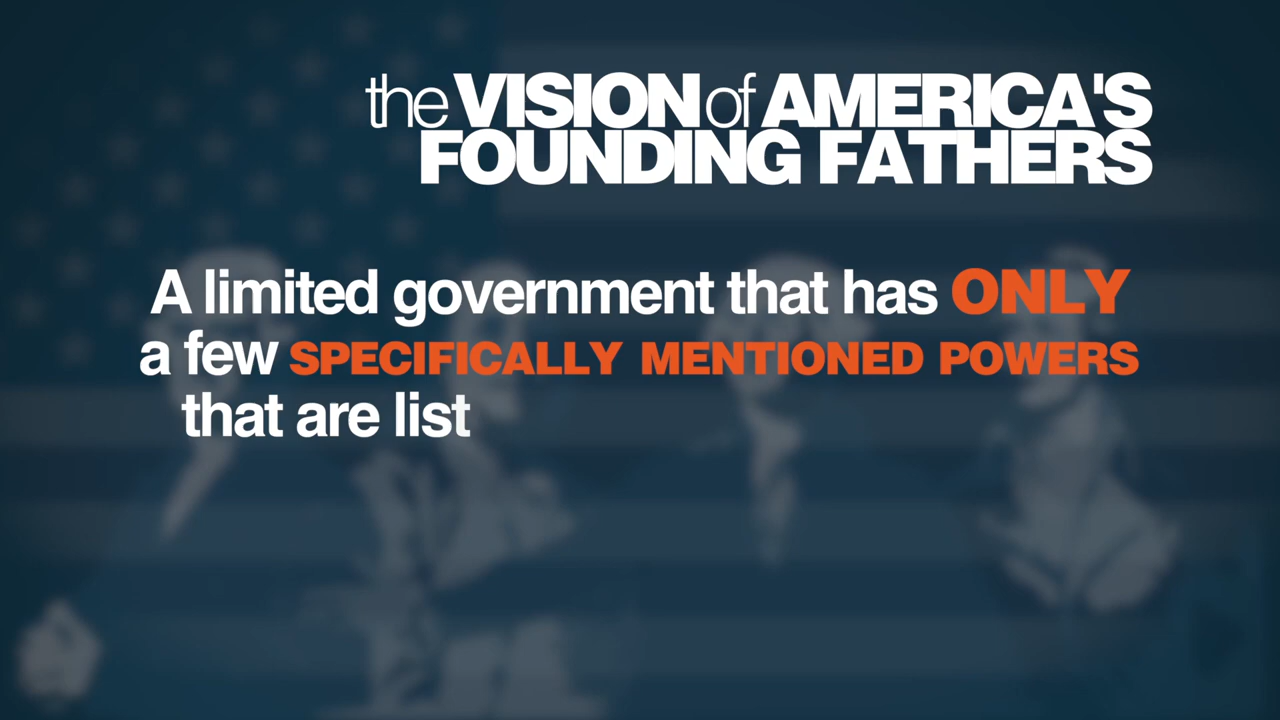 the VISION of AMERICA'S
FOUNDING FATHERS
A limited government that has ONLY
a few SPECIFICALLY MENTIONED POWERS
that are list